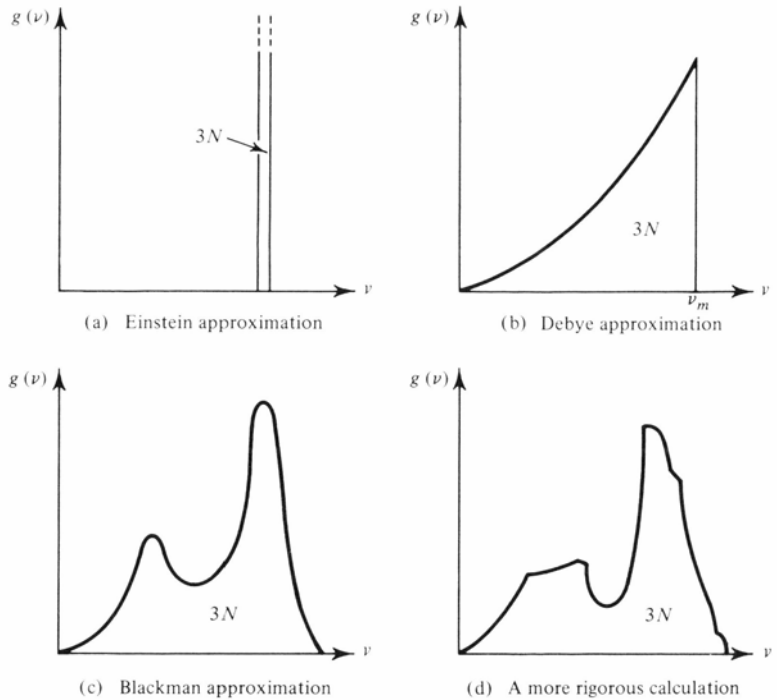 g (ν)
3N
ν
(a) Einstein approximation
g (ν)
3N
ν_m
ν
(b) Debye approximation
g (ν)
3N
ν
(c) Blackman approximation
g (ν)
3N
ν
(d) A more rigorous calculation